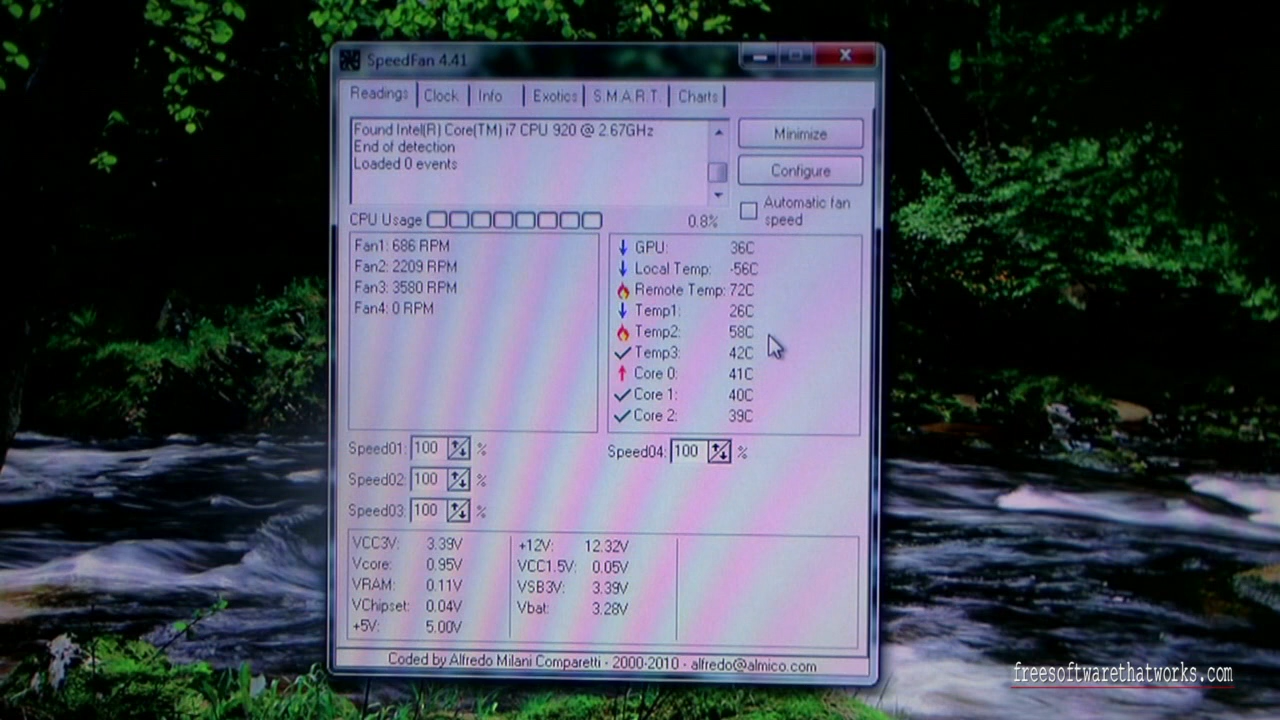 SpeedFan 4.41
Readings Clock Info Exotics S.M.A.R.T. Charts
Found Intel(R) Core(TM) i7 CPU 920 @ 2.67GHz
End of detection
Loaded 0 events
Minimize
Configure
Automatic fan
speed
CPU Usage 0.8%
Fan1: 686 RPM
Fan2: 2209 RPM
Fan3: 3580 RPM
Fan4: 0 RPM
GPU: 36C
Local Temp: -56C
Remote Temp: 72C
Temp1: 26C
Temp2: 58C
Temp3: 42C
Core 0: 41C
Core 1: 40C
Core 2: 39C
Speed01: 100 %
Speed02: 100 %
Speed03: 100 %
Speed04: 100 %
VCC3V: 3.39V
Vcore: 0.95V
VRAM: 0.11V
VChipset: 0.04V
+5V: 5.00V
+12V: 12.32V
VCC1.5V: 0.05V
VSB3V: 3.39V
Vbat: 3.28V
Coded by Alfredo Milani Comparetti - 2000-2010 - alfredo@almico.com
freesoftwarethatworks.com